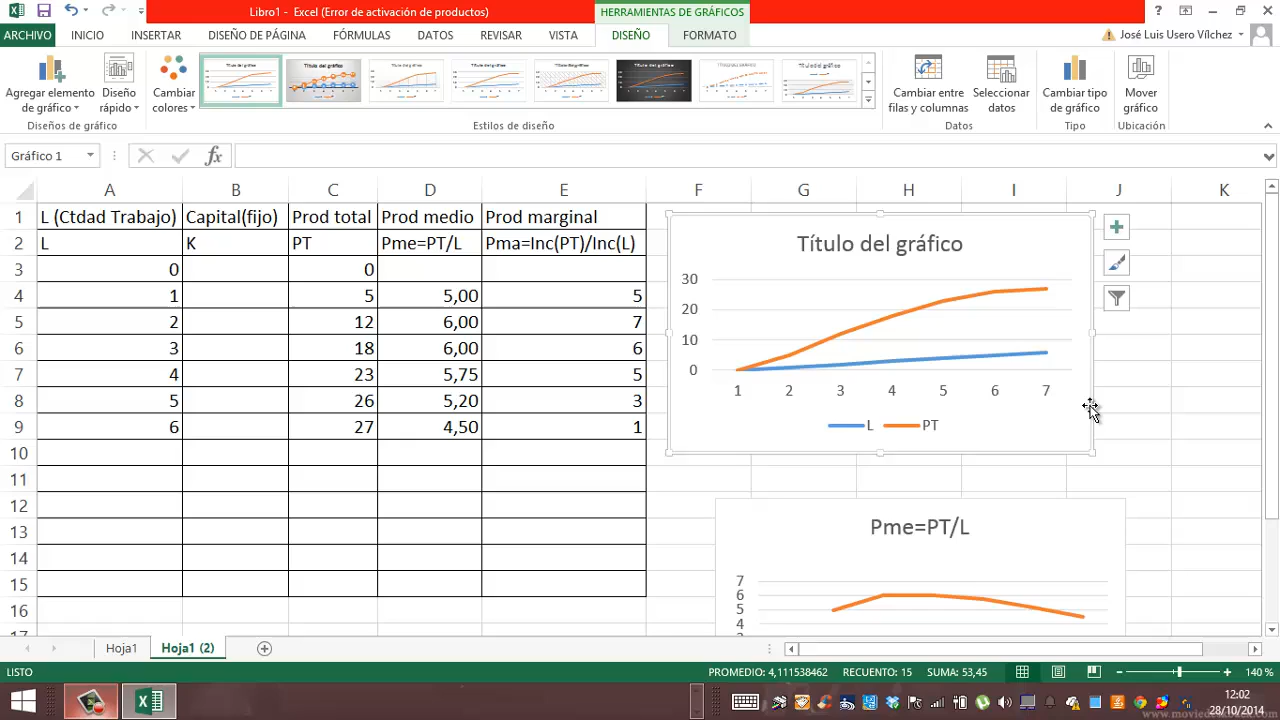 Libro1 - Excel (Error de activación de productos)
HERRAMIENTAS DE GRÁFICOS
ARCHIVO INICIO INSERTAR DISEÑO DE PÁGINA FÓRMULAS DATOS REVISAR VISTA DISEÑO FORMATO José Luis Usero Vílchez
Agregar elemento de gráfico
Diseño rápido
Cambiar colores
Cambiar entre filas y columnas
Seleccionar datos
Cambiar tipo de gráfico
Mover gráfico
Diseños de gráfico Estilos de diseño Datos Tipo Ubicación
Gráfico 1 fx
A B C D E F G H I J K
1 L (Ctdad Trabajo) Capital(fijo) Prod total Prod medio Prod marginal
2 L K PT Pme=PT/L Pma=Inc(PT)/Inc(L)
3 0 0
4 1 5 5,00 5
5 2 12 6,00 7
6 3 18 6,00 6
7 4 23 5,75 5
8 5 26 5,20 3
9 6 27 4,50 1
10
11
12
13
14
15
16
17
Título del gráfico
30
20
10
0
1 2 3 4 5 6 7
L PT
Pme=PT/L
7
6
5
4
3
Hoja1 Hoja1 (2)
LISTO PROMEDIO: 4,111538462 RECUENTO: 15 SUMA: 53,45 140 %
12:02
28/10/2014